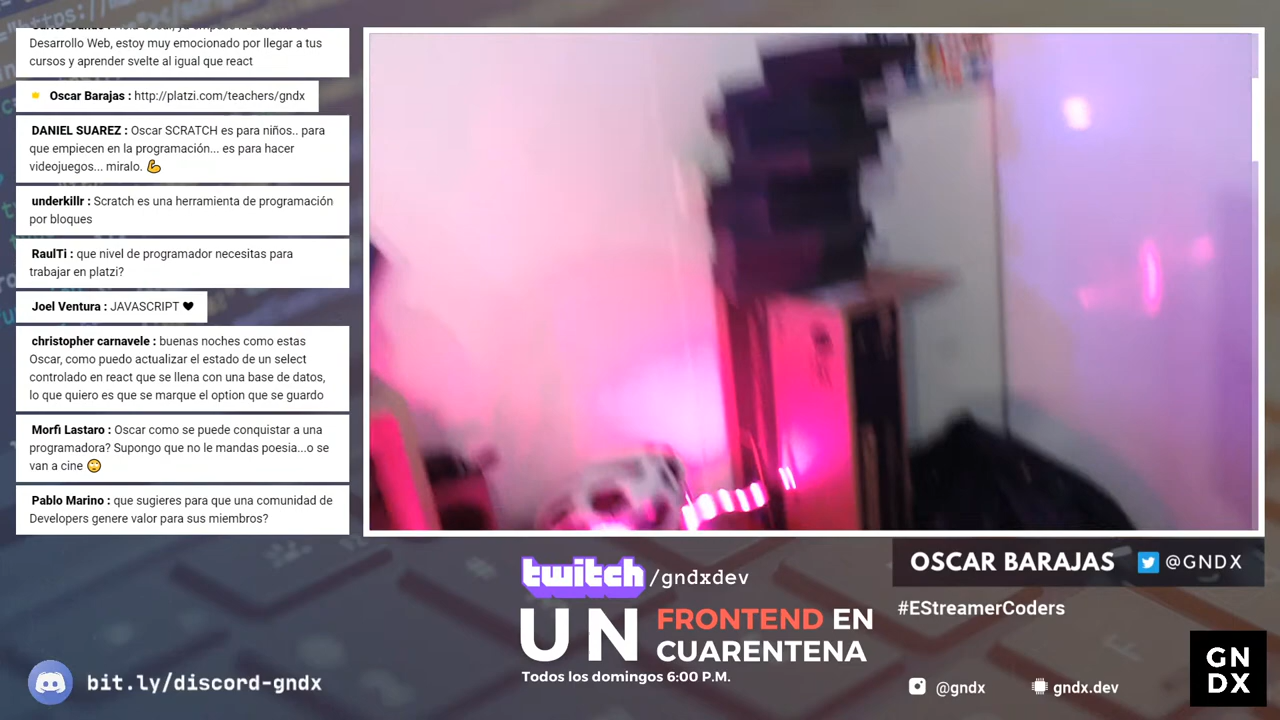 Desarrollo Web, estoy muy emocionado por llegar a tus
cursos y aprender svelte al igual que react
Oscar Barajas : http://platzi.com/teachers/gndx
DANIEL SUAREZ : Oscar SCRATCH es para niños.. para
que empiecen en la programación... es para hacer
videojuegos... miralo. 💪
underkillr : Scratch es una herramienta de programación
por bloques
RaulTi : que nivel de programador necesitas para
trabajar en platzi?
Joel Ventura : JAVASCRIPT ♥
christopher carnavele : buenas noches como estas
Oscar, como puedo actualizar el estado de un select
controlado en react que se llena con una base de datos,
lo que quiero es que se marque el option que se guardo
Morfi Lastaro : Oscar como se puede conquistar a una
programadora? Supongo que no le mandas poesia...o se
van a cine 🙄
Pablo Marino : que sugieres para que una comunidad de
Developers genere valor para sus miembros?
bit.ly/discord-gndx
twitch/gndxdev
UN FRONTEND EN
CUARENTENA
Todos los domingos 6:00 P.M.
OSCAR BARAJAS @GNDX
#EStreamerCoders
@gndx gndx.dev
GN
DX